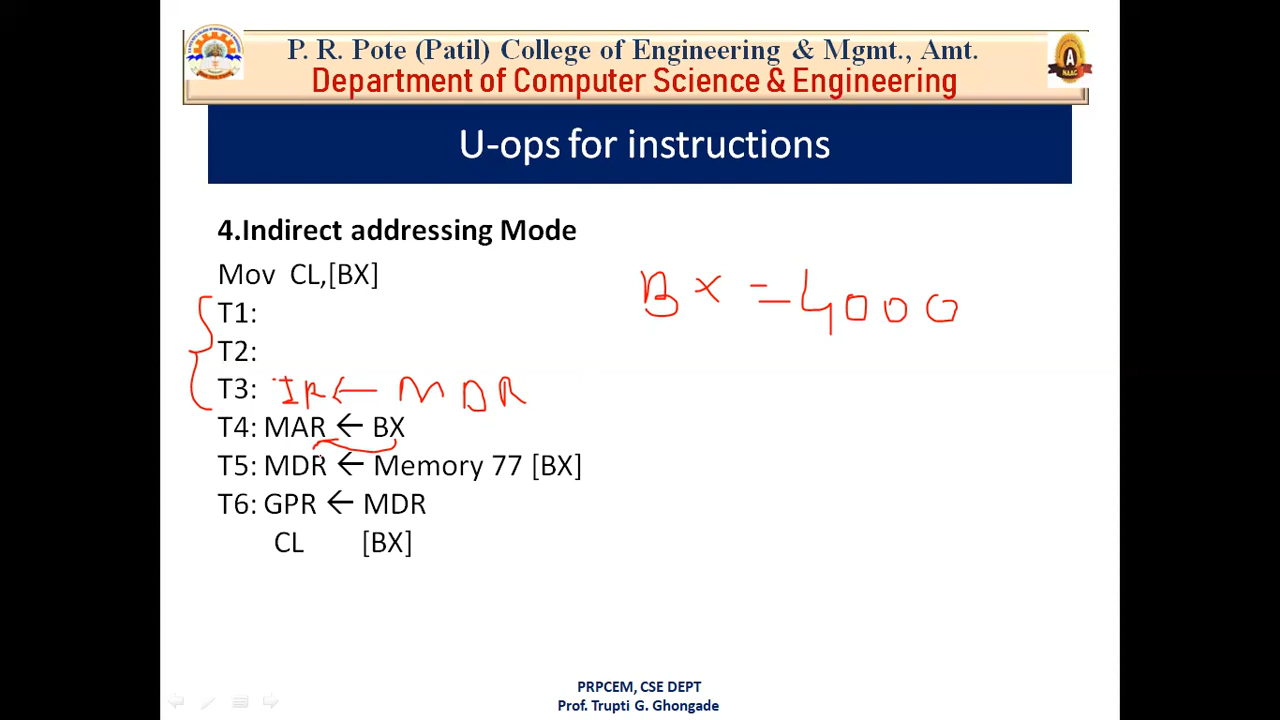 P. R. Pote (Patil) College of Engineering & Mgmt., Amt.
Department of Computer Science & Engineering
U-ops for instructions
4.Indirect addressing Mode
Mov CL,[BX]
BX = 4000
T1:
T2:
T3: IR ← MDR
T4: MAR ← BX
T5: MDR ← Memory 77 [BX]
T6: GPR ← MDR
CL [BX]
PRPCEM, CSE DEPT
Prof. Trupti G. Ghongade